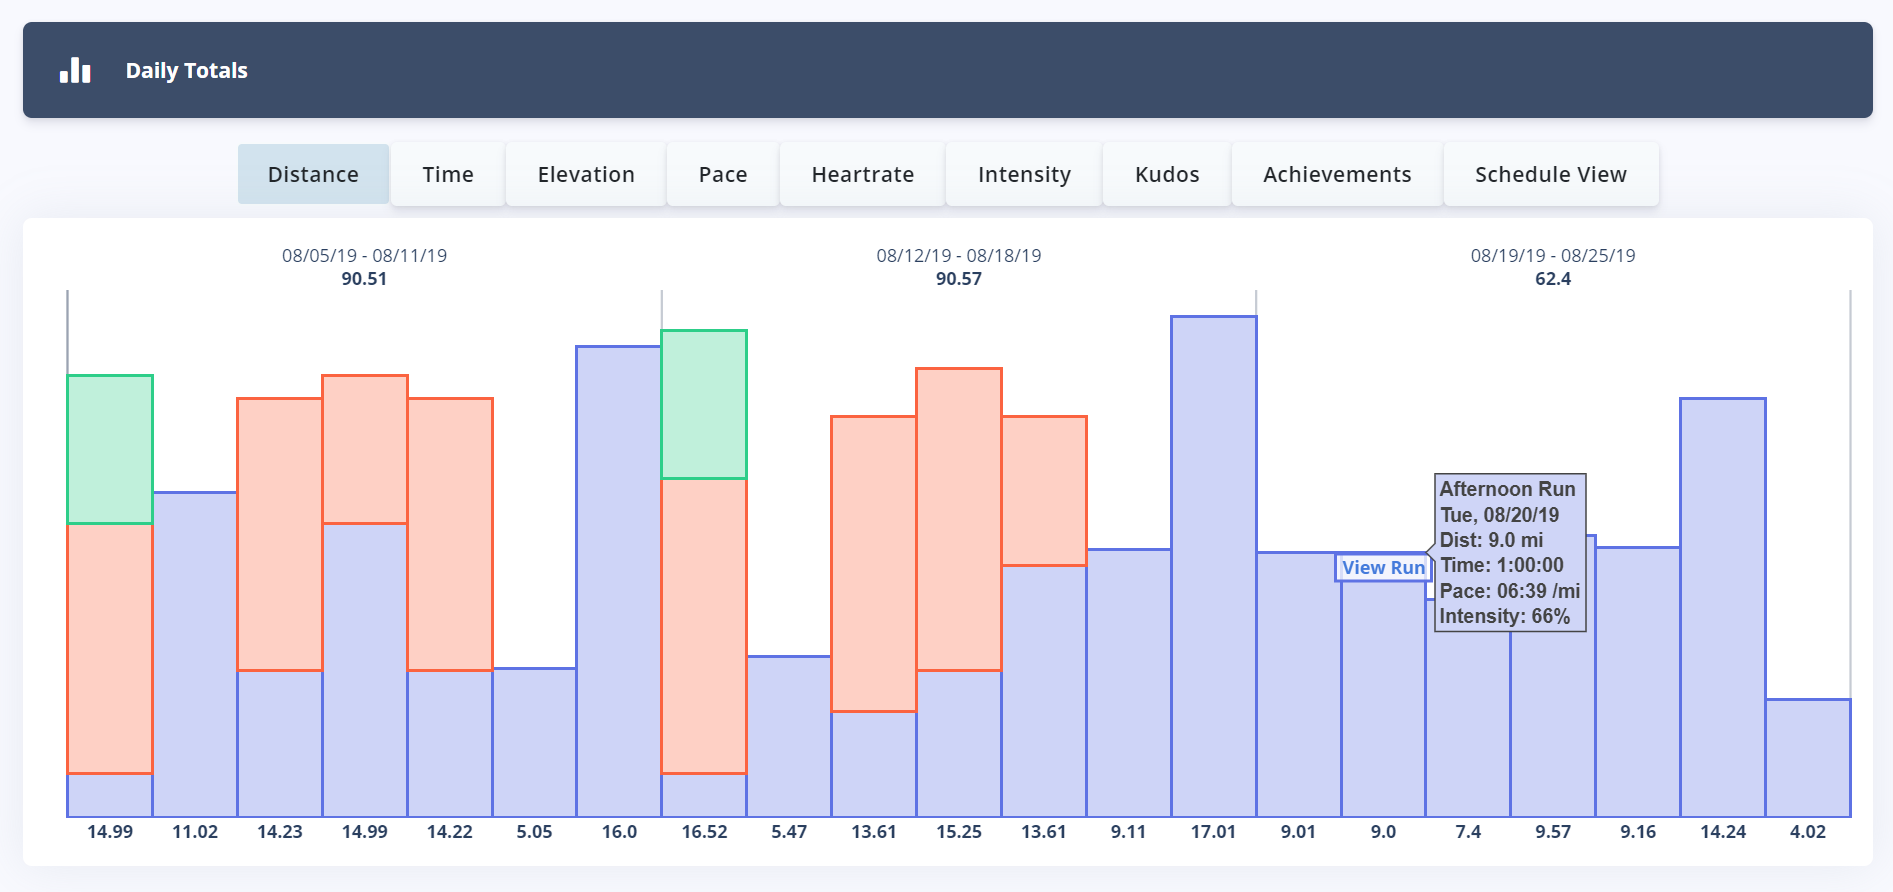 Daily Totals
Distance Time Elevation Pace Heartrate Intensity Kudos Achievements Schedule View
08/05/19 - 08/11/19 08/12/19 - 08/18/19 08/19/19 - 08/25/19
90.51 90.57 62.4
Afternoon Run
Tue, 08/20/19
Dist: 9.0 mi
View Run Time: 1:00:00
Pace: 06:39 /mi
Intensity: 66%
14.99 11.02 14.23 14.99 14.22 5.05 16.0 16.52 5.47 13.61 15.25 13.61 9.11 17.01 9.01 9.0 7.4 9.57 9.16 14.24 4.02